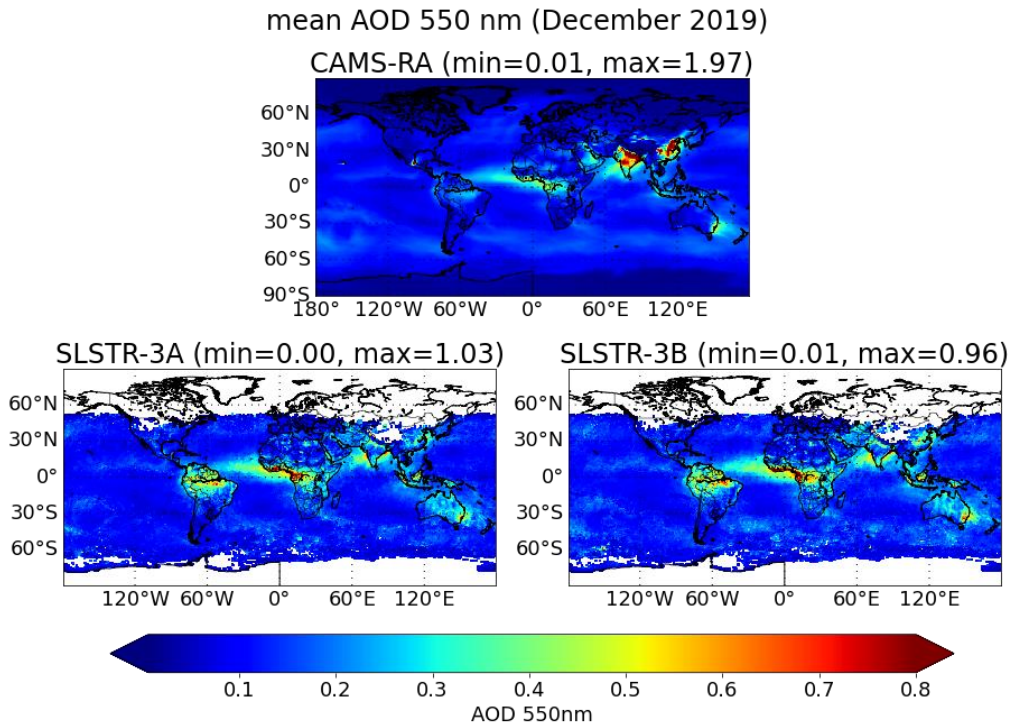 mean AOD 550 nm (December 2019)
CAMS-RA (min=0.01, max=1.97)
60°N
30°N
0°
30°S
60°S
90°S
180° 120°W 60°W 0° 60°E 120°E
SLSTR-3A (min=0.00, max=1.03)
60°N
30°N
0°
30°S
60°S
120°W 60°W 0° 60°E 120°E
SLSTR-3B (min=0.01, max=0.96)
60°N
30°N
0°
30°S
60°S
120°W 60°W 0° 60°E 120°E
0.1 0.2 0.3 0.4 0.5 0.6 0.7 0.8
AOD 550nm